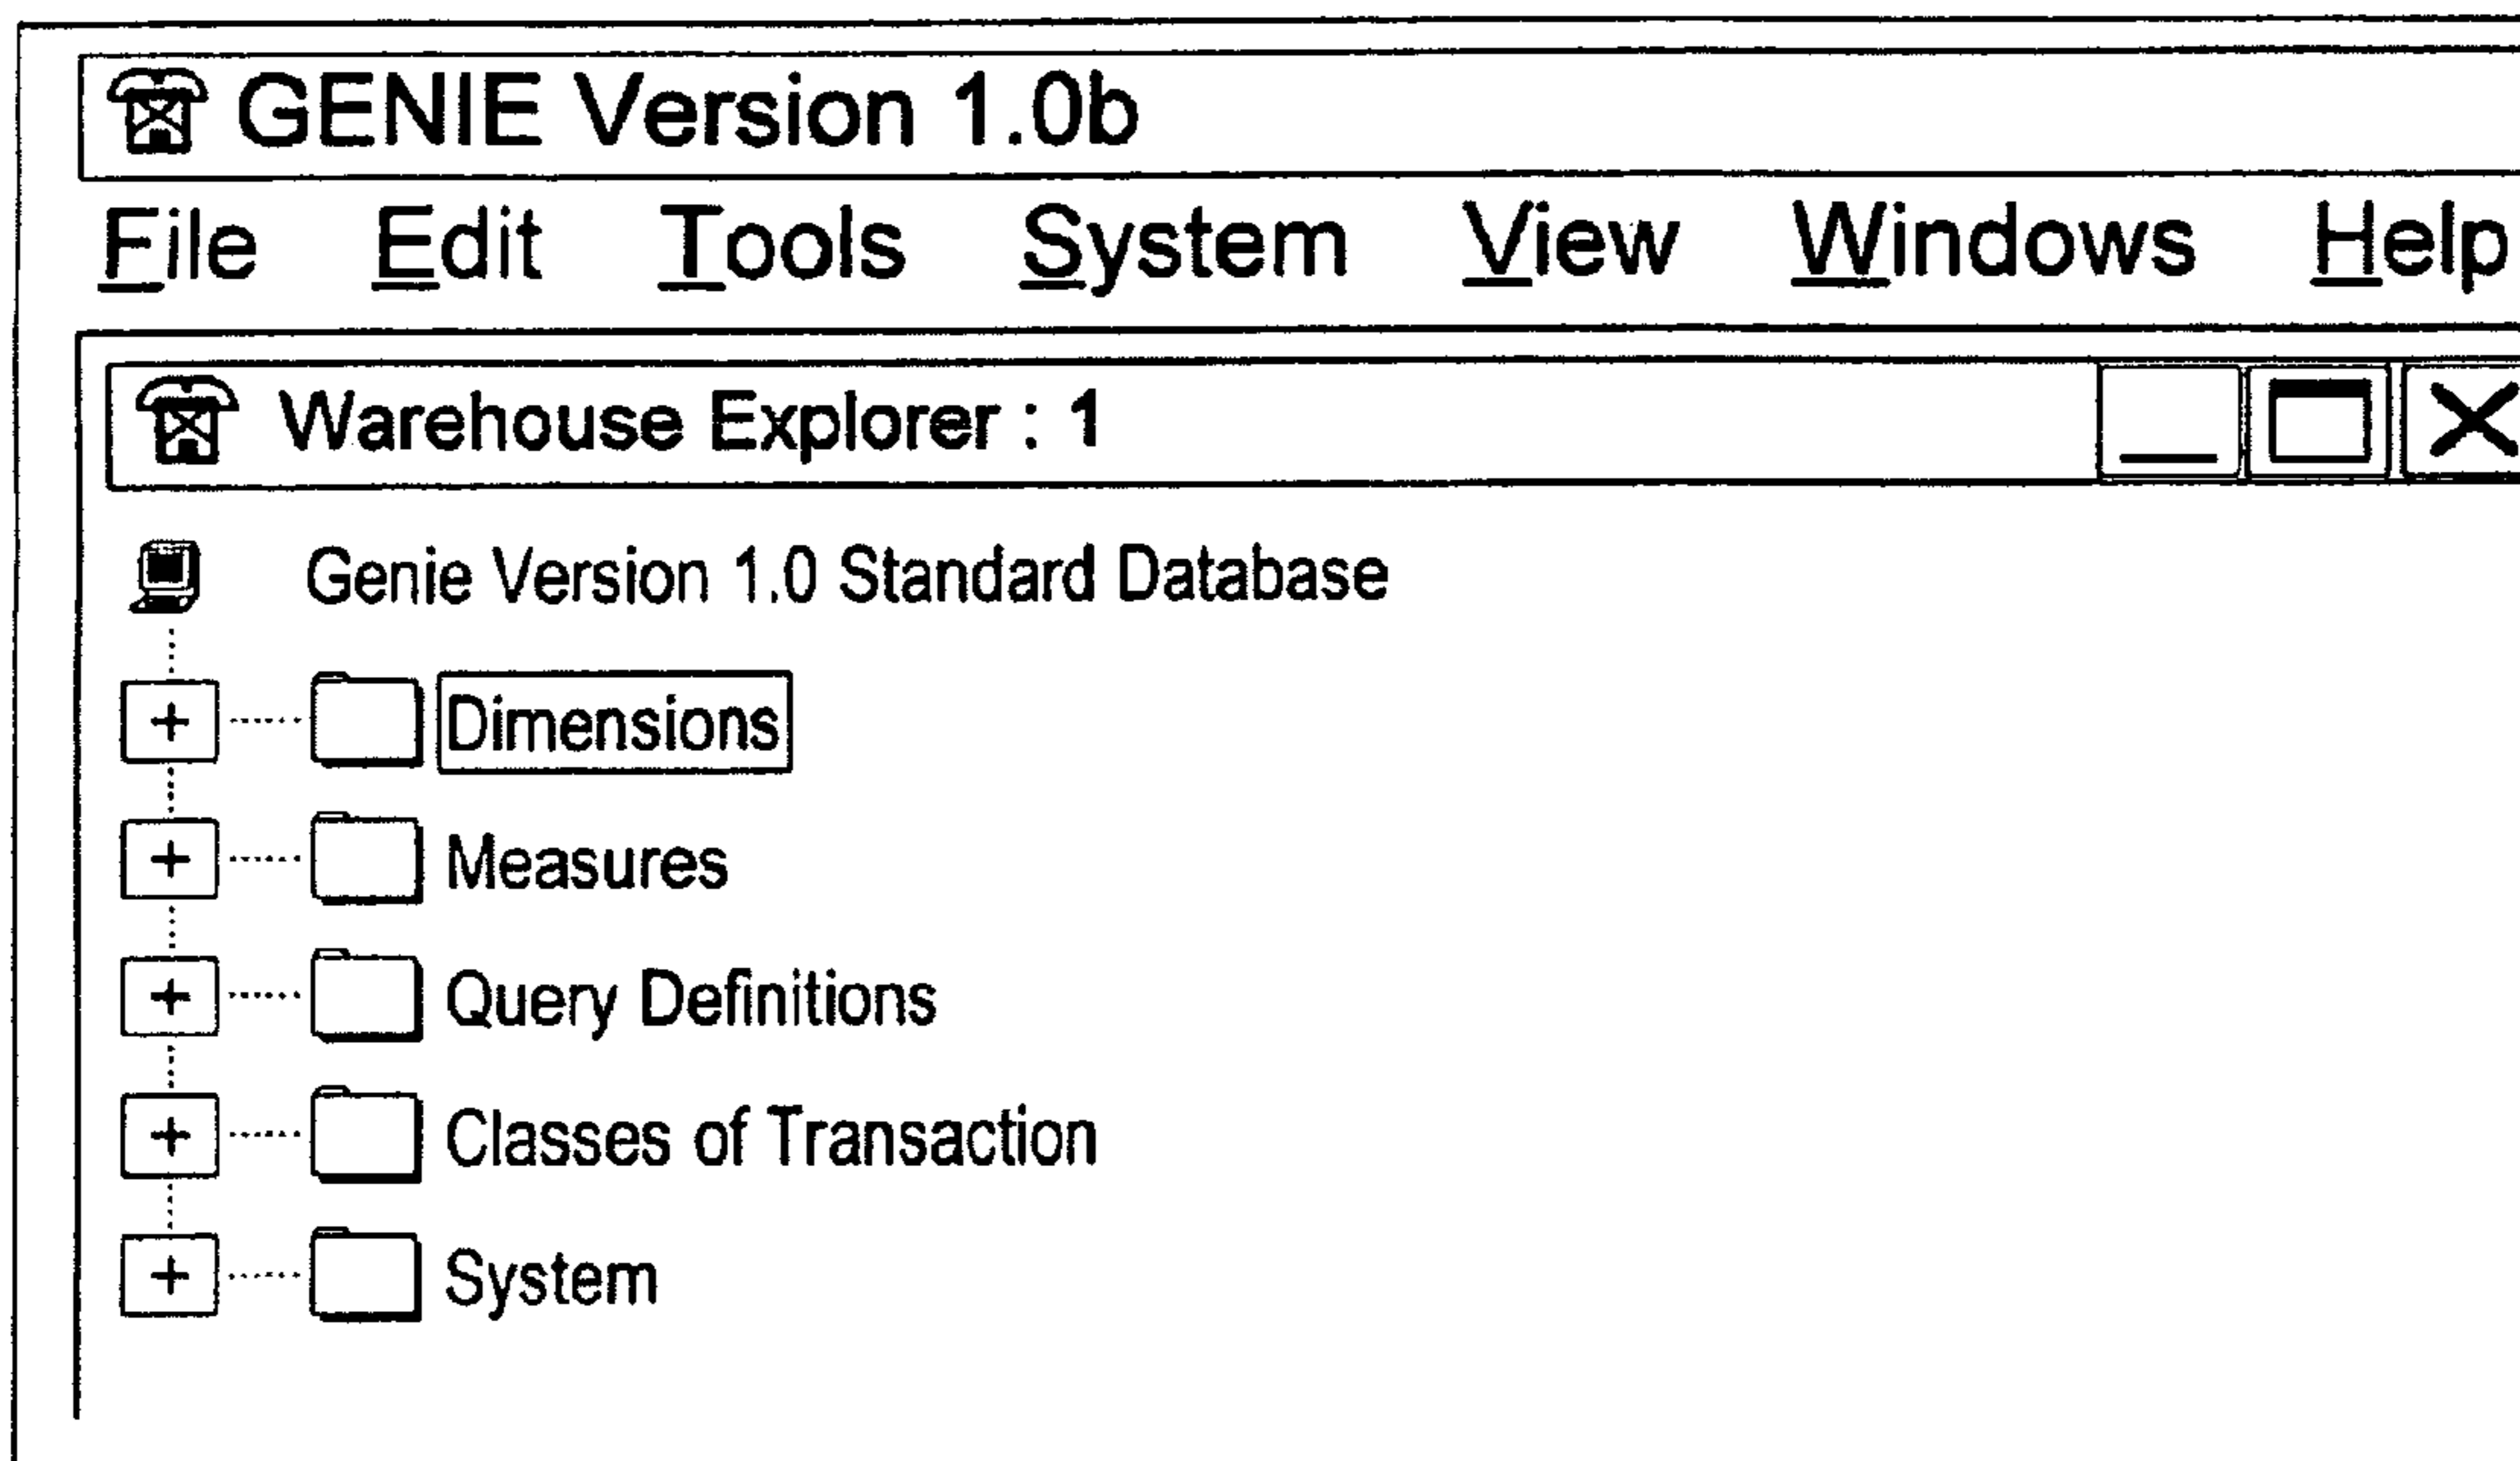 GENIE Version 1.0b
File Edit Tools System View Windows Help
Warehouse Explorer : 1
Genie Version 1.0 Standard Database
Dimensions
Measures
Query Definitions
Classes of Transaction
System